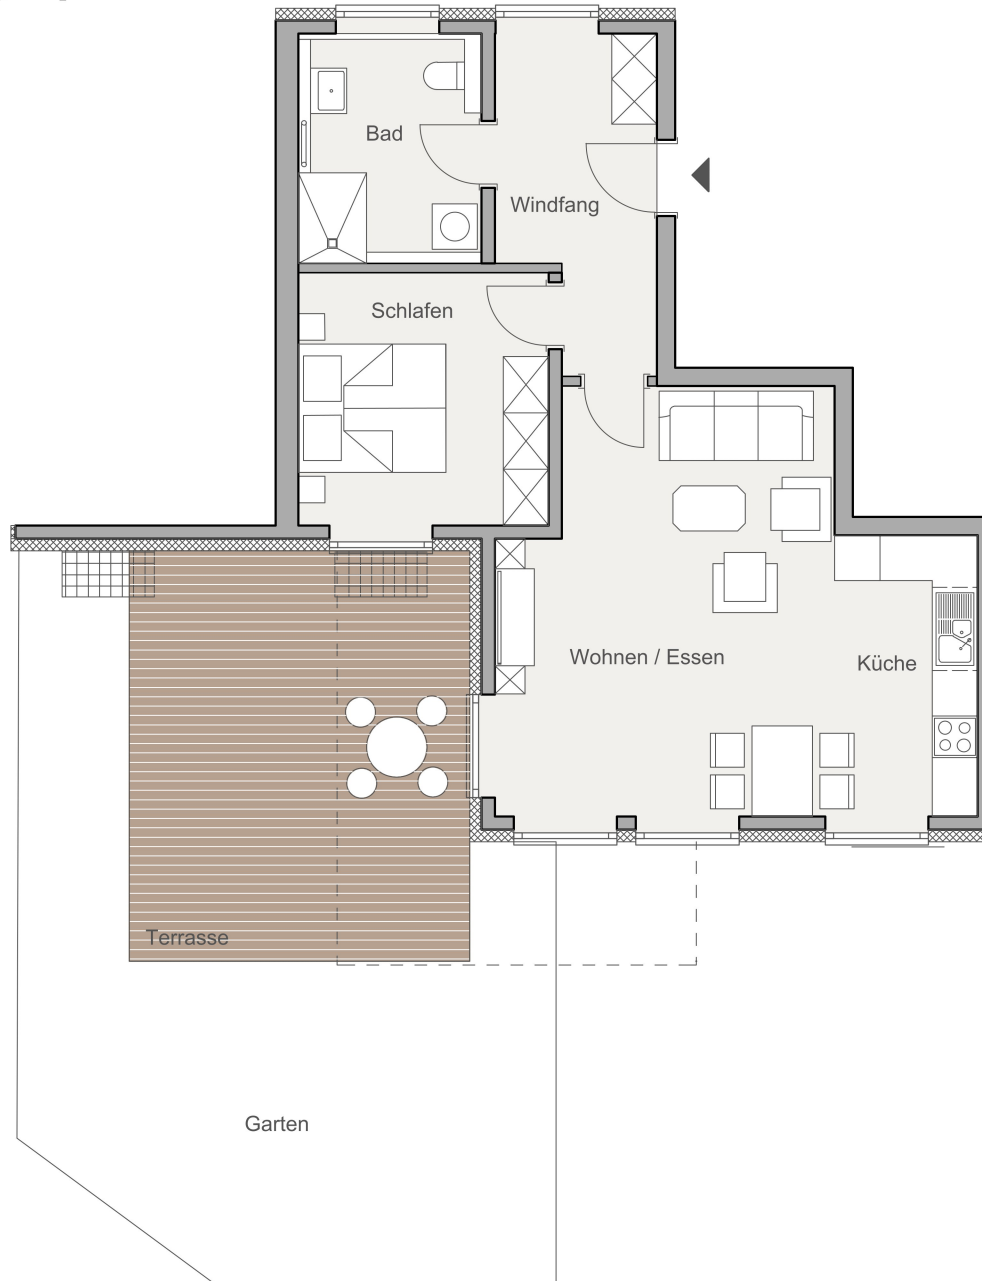 Bad
Windfang
Schlafen
Wohnen / Essen
Küche
Terrasse
Garten